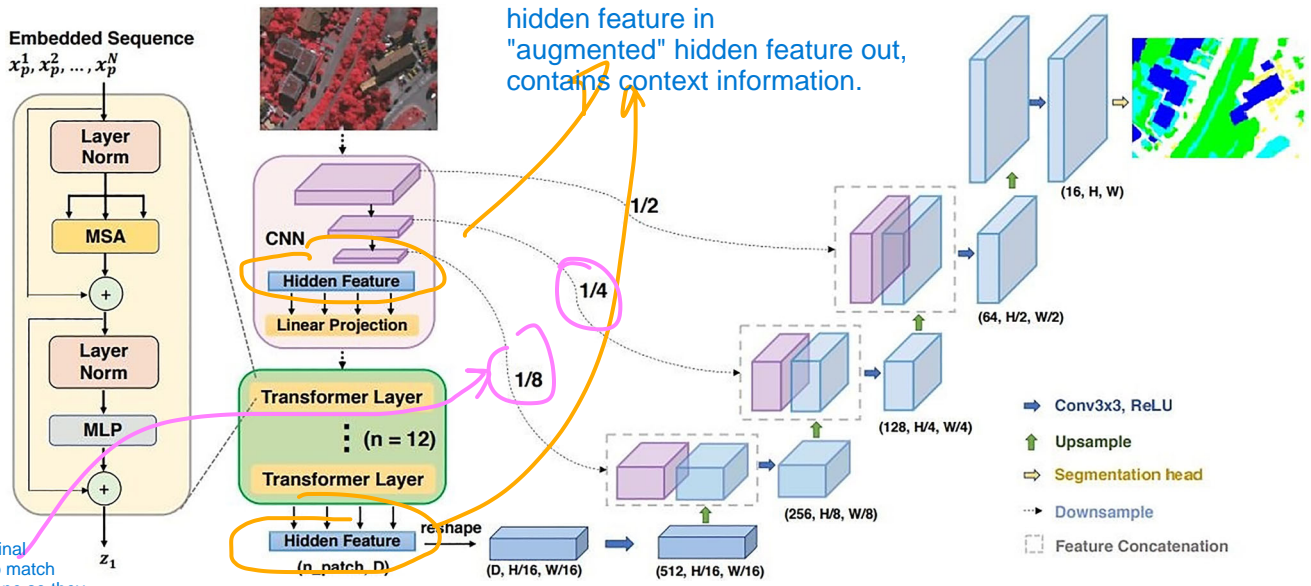 hidden feature in
"augmented" hidden feature out,
contains context information.
Embedded Sequence
x_p^1, x_p^2, ..., x_p^N
Layer
Norm
MSA
+
Layer
Norm
MLP
+
z_1
CNN
Hidden Feature
Linear Projection
Transformer Layer
(n = 12)
Transformer Layer
Hidden Feature
(n_patch, D)
reshape
1/2
1/4
1/8
(D, H/16, W/16)
(512, H/16, W/16)
(256, H/8, W/8)
(128, H/4, W/4)
(64, H/2, W/2)
(16, H, W)
Conv3x3, ReLU
Upsample
Segmentation head
Downsample
Feature Concatenation
match